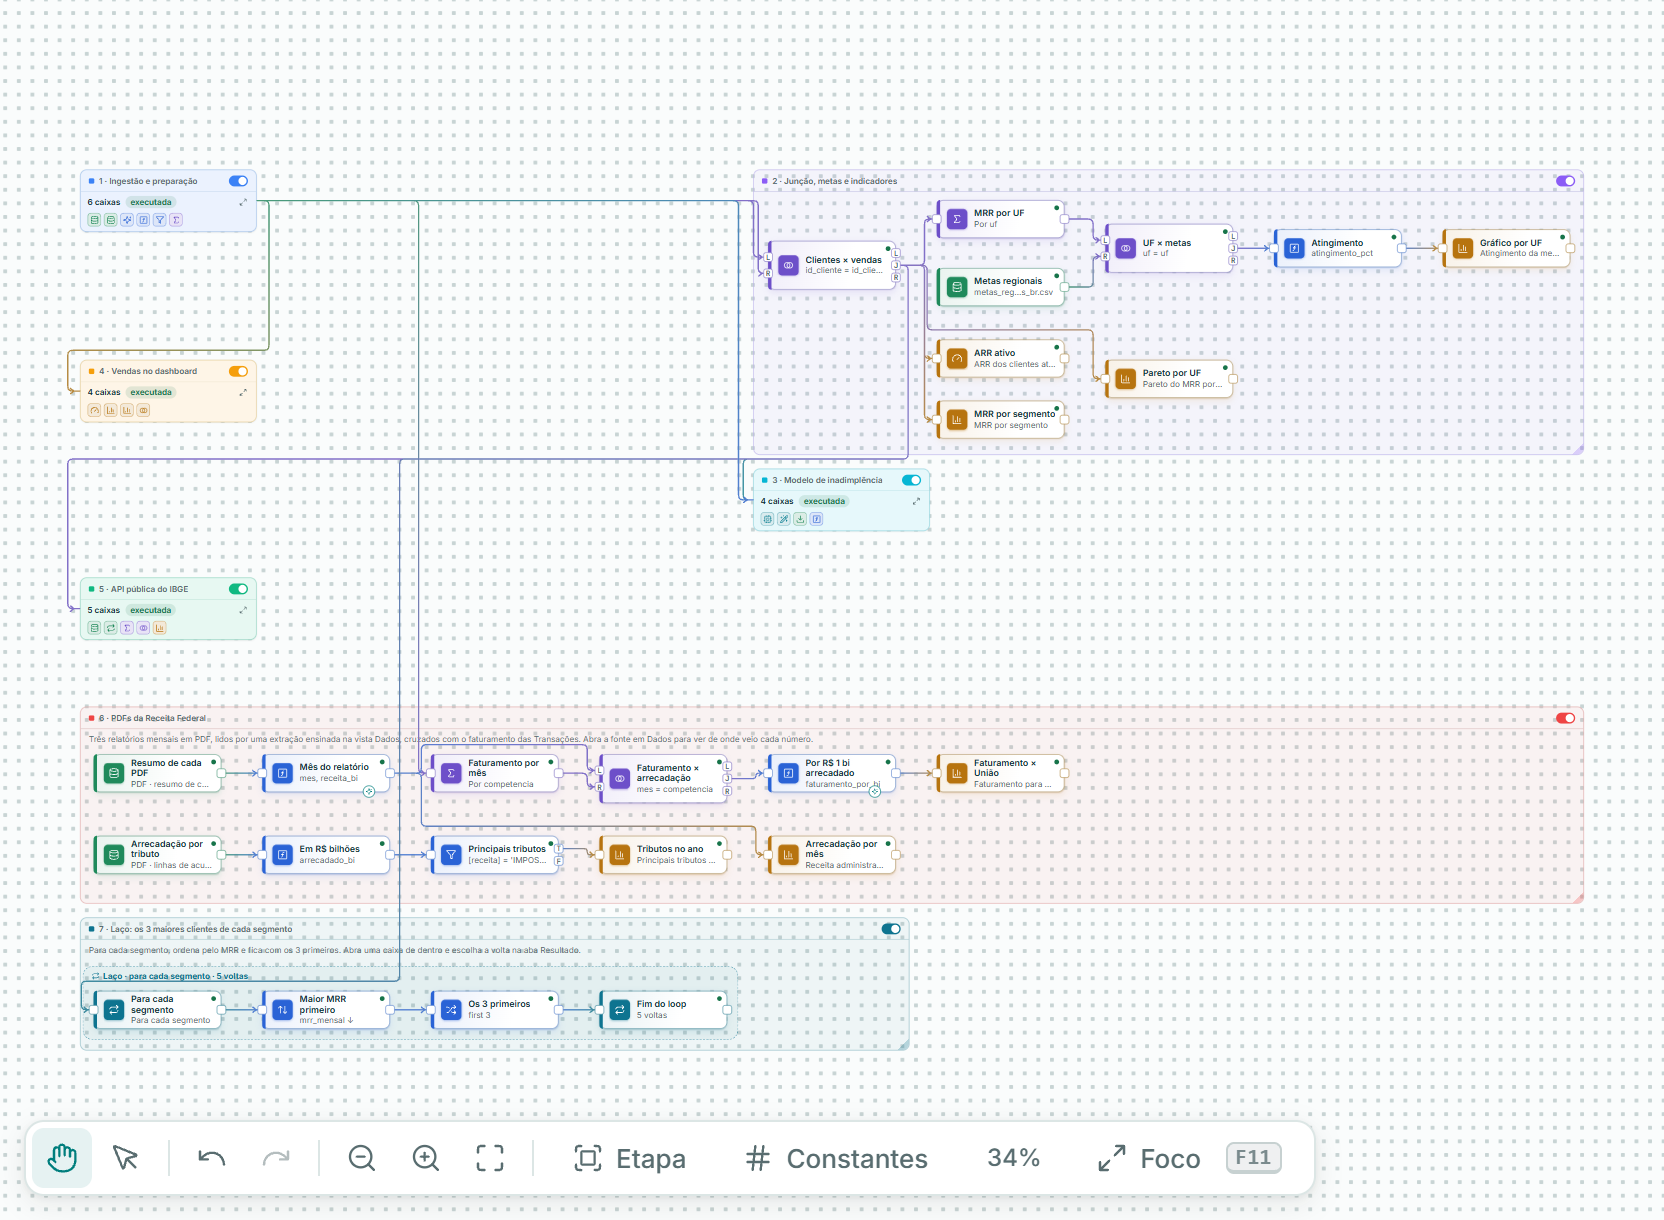 1 · Ingestão e preparação
6 caixas executada
2 · Junção, metas e indicadores
Clientes × vendas
id_cliente = id_clie...
L
R
L
J
R
MRR por UF
Por uf
Metas regionais
metas_reg...s_br.csv
UF × metas
uf = uf
L
R
L
J
R
Atingimento
atingimento_pct
Gráfico por UF
Atingimento da me...
ARR ativo
ARR dos clientes at...
Pareto por UF
Pareto do MRR por...
MRR por segmento
MRR por segmento
4 · Vendas no dashboard
4 caixas executada
3 · Modelo de inadimplência
4 caixas executada
5 · API pública do IBGE
5 caixas executada
6 · PDFs da Receita Federal
Três relatórios mensais em PDF, lidos por uma extração ensinada na vista Dados, cruzados com o faturamento das Transações. Abra a fonte em Dados para ver de onde veio cada número.
Resumo de cada
PDF
PDF · resumo de c...
Mês do relatório
mes, receita_bi
Faturamento por
mês
Por competencia
Faturamento ×
arrecadação
mes = competencia
L
R
L
J
R
Por R$ 1 bi
arrecadado
faturamento_por_bi
Faturamento ×
União
Faturamento para ...
Arrecadação por
tributo
PDF · linhas de acu...
Em R$ bilhões
arrecadado_bi
Principais tributos
[receita] = 'IMPOS...
T
F
Tributos no ano
Principais tributos ...
Arrecadação por
mês
Receita administra...
7 · Laço: os 3 maiores clientes de cada segmento
Para cada segmento, ordena pelo MRR e fica com os 3 primeiros. Abra uma caixa de dentro e escolha a volta na aba Resultado.
Laço · para cada segmento · 5 voltas
Para cada
segmento
Para cada segmento
Maior MRR
primeiro
mrr_mensal ↓
Os 3 primeiros
first 3
Fim do loop
5 voltas
Etapa
Constantes
34%
Foco
F11